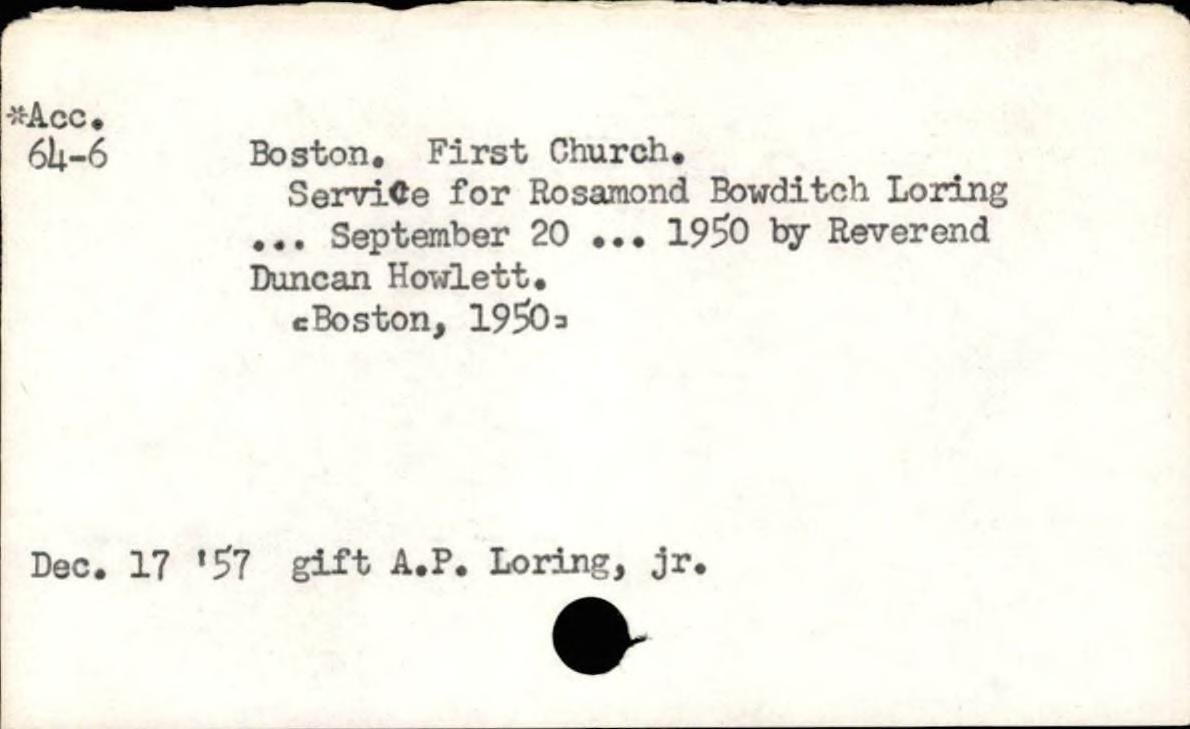 *Acc.
64-6
Boston. First Church.
Service for Rosamond Bowditch Loring
... September 20 ... 1950 by Reverend
Duncan Howlett.
[Boston, 1950]
Dec. 17 '57 gift A.P. Loring, jr.